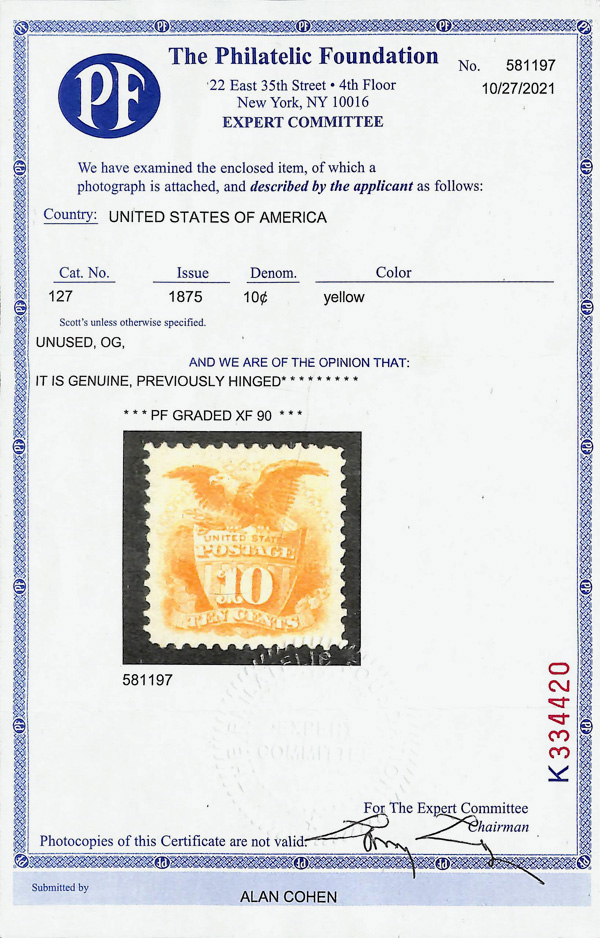 The Philatelic Foundation
No. 581197
PF
22 East 35th Street • 4th Floor
10/27/2021
New York, NY 10016
EXPERT COMMITTEE
We have examined the enclosed item, of which a
photograph is attached, and described by the applicant as follows:
Country: UNITED STATES OF AMERICA
Cat. No. Issue Denom. Color
127 1875 10¢ yellow
Scott's unless otherwise specified.
UNUSED, OG,
AND WE ARE OF THE OPINION THAT:
IT IS GENUINE, PREVIOUSLY HINGED* * * * * * * * *
* * * PF GRADED XF 90 * * *
UNITED STATES
POSTAGE
10
TEN CENTS
581197
EXPERT
COMMITTEE
K334420
For The Expert Committee
Chairman
Photocopies of this Certificate are not valid.
Submitted by
ALAN COHEN